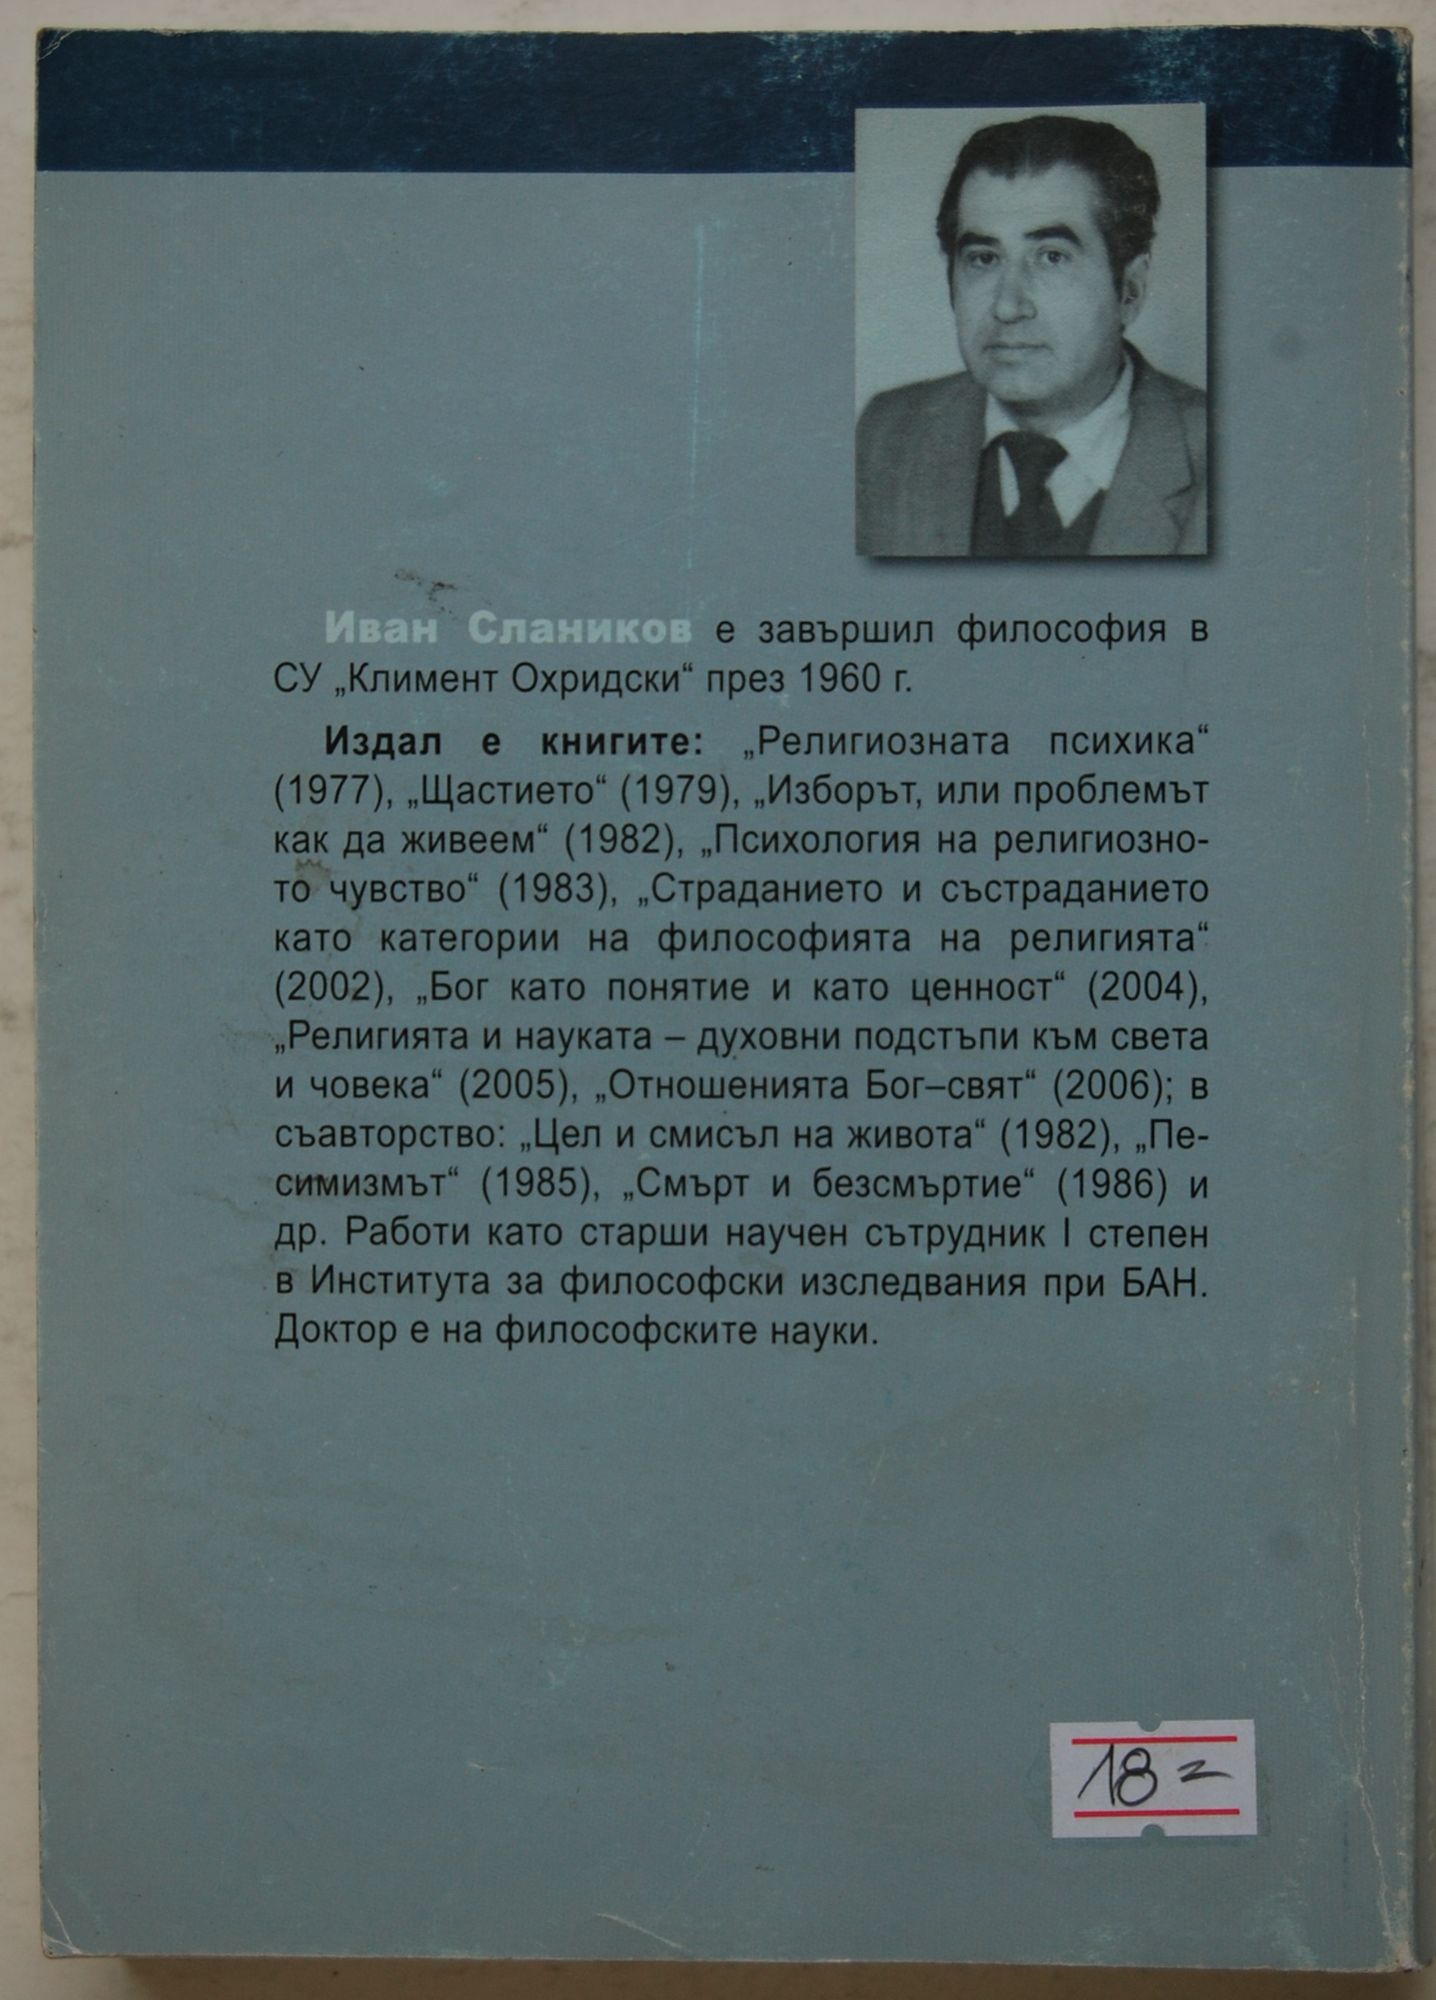 Иван Слаников е завършил философия в
СУ „Климент Охридски“ през 1960 г.
Издал е книгите: „Религиозната психика“
(1977), „Щастието“ (1979), „Изборът, или проблемът
как да живеем“ (1982), „Психология на религиозно-
то чувство“ (1983), „Страданието и състраданието
като категории на философията на религията“
(2002), „Бог като понятие и като ценност“ (2004),
„Религията и науката – духовни подстъпи към света
и човека“ (2005), „Отношенията Бог–свят“ (2006); в
съавторство: „Цел и смисъл на живота“ (1982), „Пе-
симизмът“ (1985), „Смърт и безсмъртие“ (1986) и
др. Работи като старши научен сътрудник I степен
в Института за философски изследвания при БАН.
Доктор е на философските науки.
18=